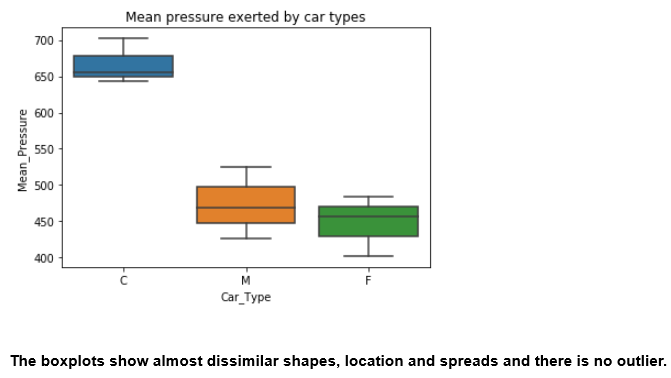 Mean pressure exerted by car types
700
650
600
550
500
450
400
Mean_Pressure
C M F
Car_Type
The boxplots show almost dissimilar shapes, location and spreads and there is no outlier.